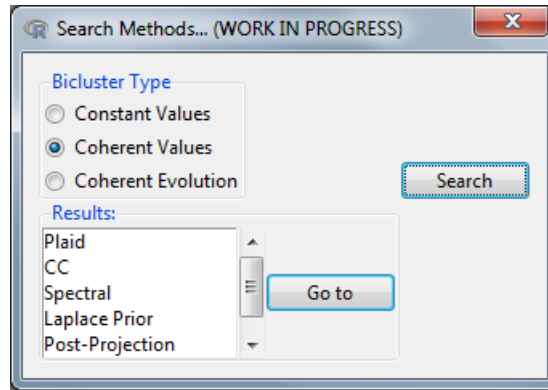 Search Methods... (WORK IN PROGRESS)
Bicluster Type
Constant Values
Coherent Values
Coherent Evolution
Search
Results:
Plaid
CC
Spectral
Laplace Prior
Post-Projection
Go to